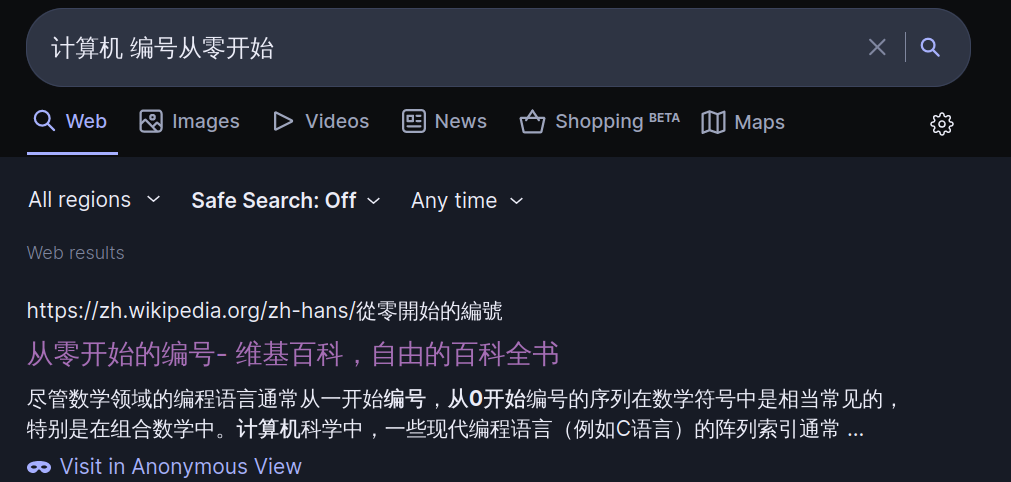 计算机 编号从零开始
Web Images Videos News Shopping BETA Maps
All regions Safe Search: Off Any time
Web results
https://zh.wikipedia.org/zh-hans/從零開始的編號
从零开始的编号- 维基百科，自由的百科全书
尽管数学领域的编程语言通常从一开始编号，从0开始编号的序列在数学符号中是相当常见的，
特别是在组合数学中。计算机科学中，一些现代编程语言（例如C语言）的阵列索引通常 ...
Visit in Anonymous View